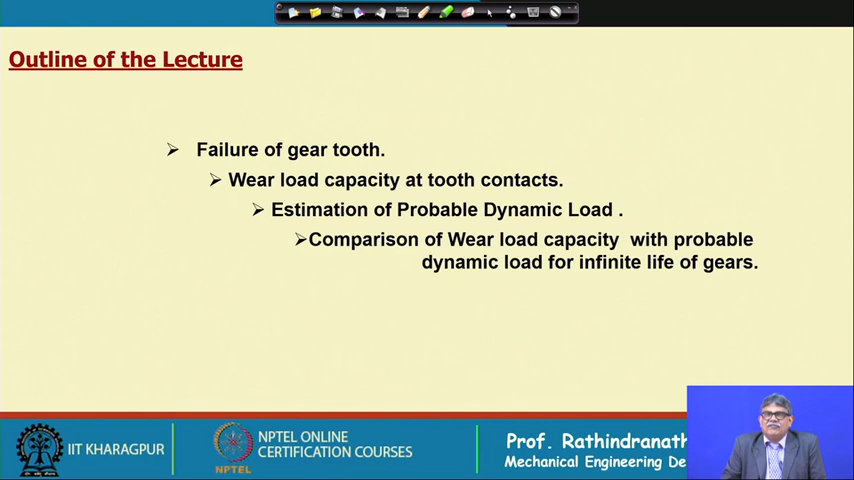 Outline of the Lecture
Failure of gear tooth.
Wear load capacity at tooth contacts.
Estimation of Probable Dynamic Load .
Comparison of Wear load capacity with probable
dynamic load for infinite life of gears.
IIT KHARAGPUR
NPTEL
NPTEL ONLINE
CERTIFICATION COURSES
Prof. Rathindranath
Mechanical Engineering De